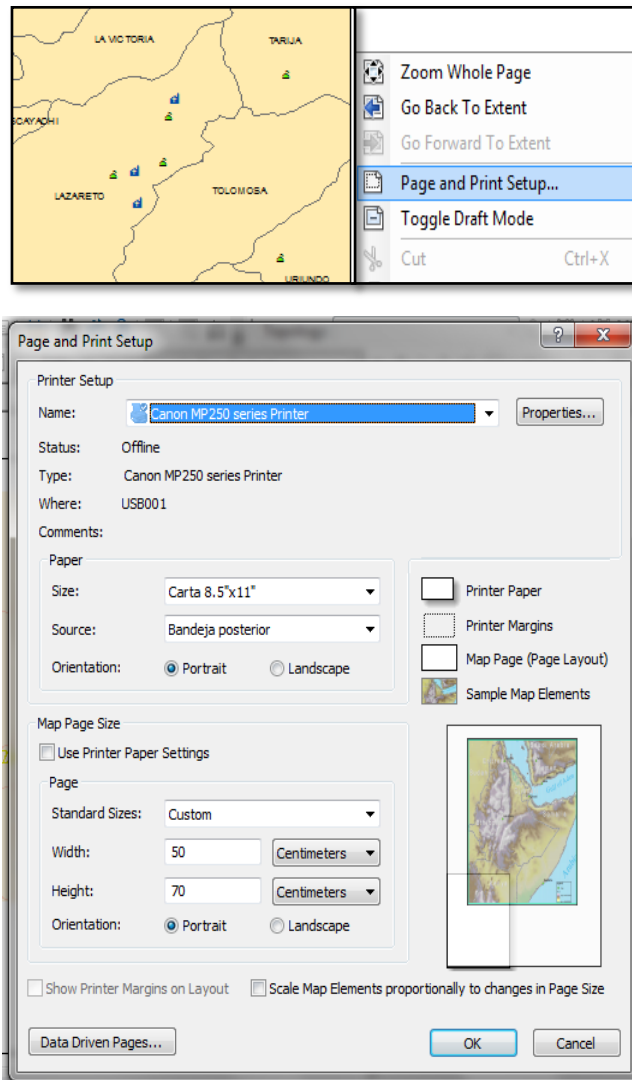 LA VICTORIA
TARIJA
LAZARETO
TOLOMOSA
Zoom Whole Page
Go Back To Extent
Go Forward To Extent
Page and Print Setup...
Toggle Draft Mode
Cut Ctrl+X
Page and Print Setup
Printer Setup
Name: Canon MP250 series Printer Properties...
Status: Offline
Type: Canon MP250 series Printer
Where: USB001
Comments:
Paper
Size: Carta 8.5"x11"
Source: Bandeja posterior
Orientation: Portrait Landscape
Printer Paper
Printer Margins
Map Page (Page Layout)
Sample Map Elements
Map Page Size
Use Printer Paper Settings
Page
Standard Sizes: Custom
Width: 50 Centimeters
Height: 70 Centimeters
Orientation: Portrait Landscape
Show Printer Margins on Layout Scale Map Elements proportionally to changes in Page Size
Data Driven Pages... OK Cancel